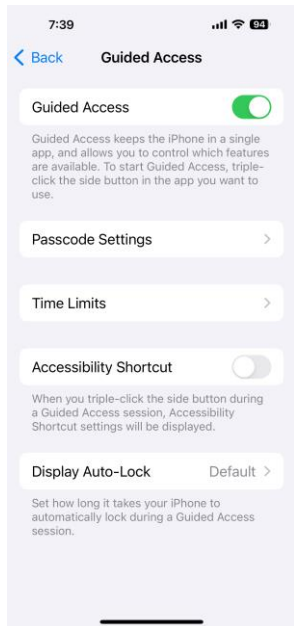 7:39
94
Back
Guided Access
Guided Access
Guided Access keeps the iPhone in a single
app, and allows you to control which features
are available. To start Guided Access, triple-
click the side button in the app you want to
use.
Passcode Settings
Time Limits
Accessibility Shortcut
When you triple-click the side button during
a Guided Access session, Accessibility
Shortcut settings will be displayed.
Display Auto-Lock
Default
Set how long it takes your iPhone to
automatically lock during a Guided Access
session.